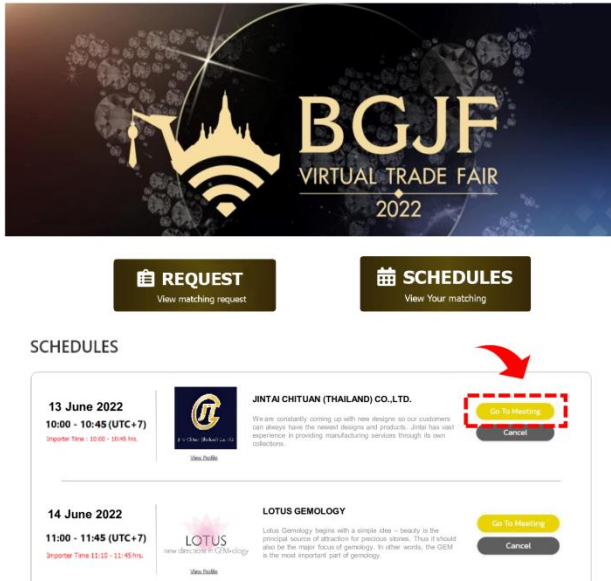 BGJF
VIRTUAL TRADE FAIR
2022
REQUEST
View matching request
SCHEDULES
View Your matching
SCHEDULES
13 June 2022
10:00 - 10:45 (UTC+7)
Importer Time : 10:00 - 10:45 hrs.
View Profile
JINTAI CHITUAN (THAILAND) CO.,LTD.
We are constantly coming up with new designs so our customers
can always have the newest designs and products. Jintai has vast
experience in providing manufacturing services through its own
collections.
Go To Meeting
Cancel
14 June 2022
11:00 - 11:45 (UTC+7)
Importer Time 11:10 - 11:45 hrs.
LOTUS
new directions in GEMology
View Profile
LOTUS GEMOLOGY
Lotus Gemology begins with a simple idea – beauty is the
principal source of attraction for precious stones. Thus it should
also be the major focus of gemology. In other words, the GEM
is the most important part of gemology.
Go To Meeting
Cancel